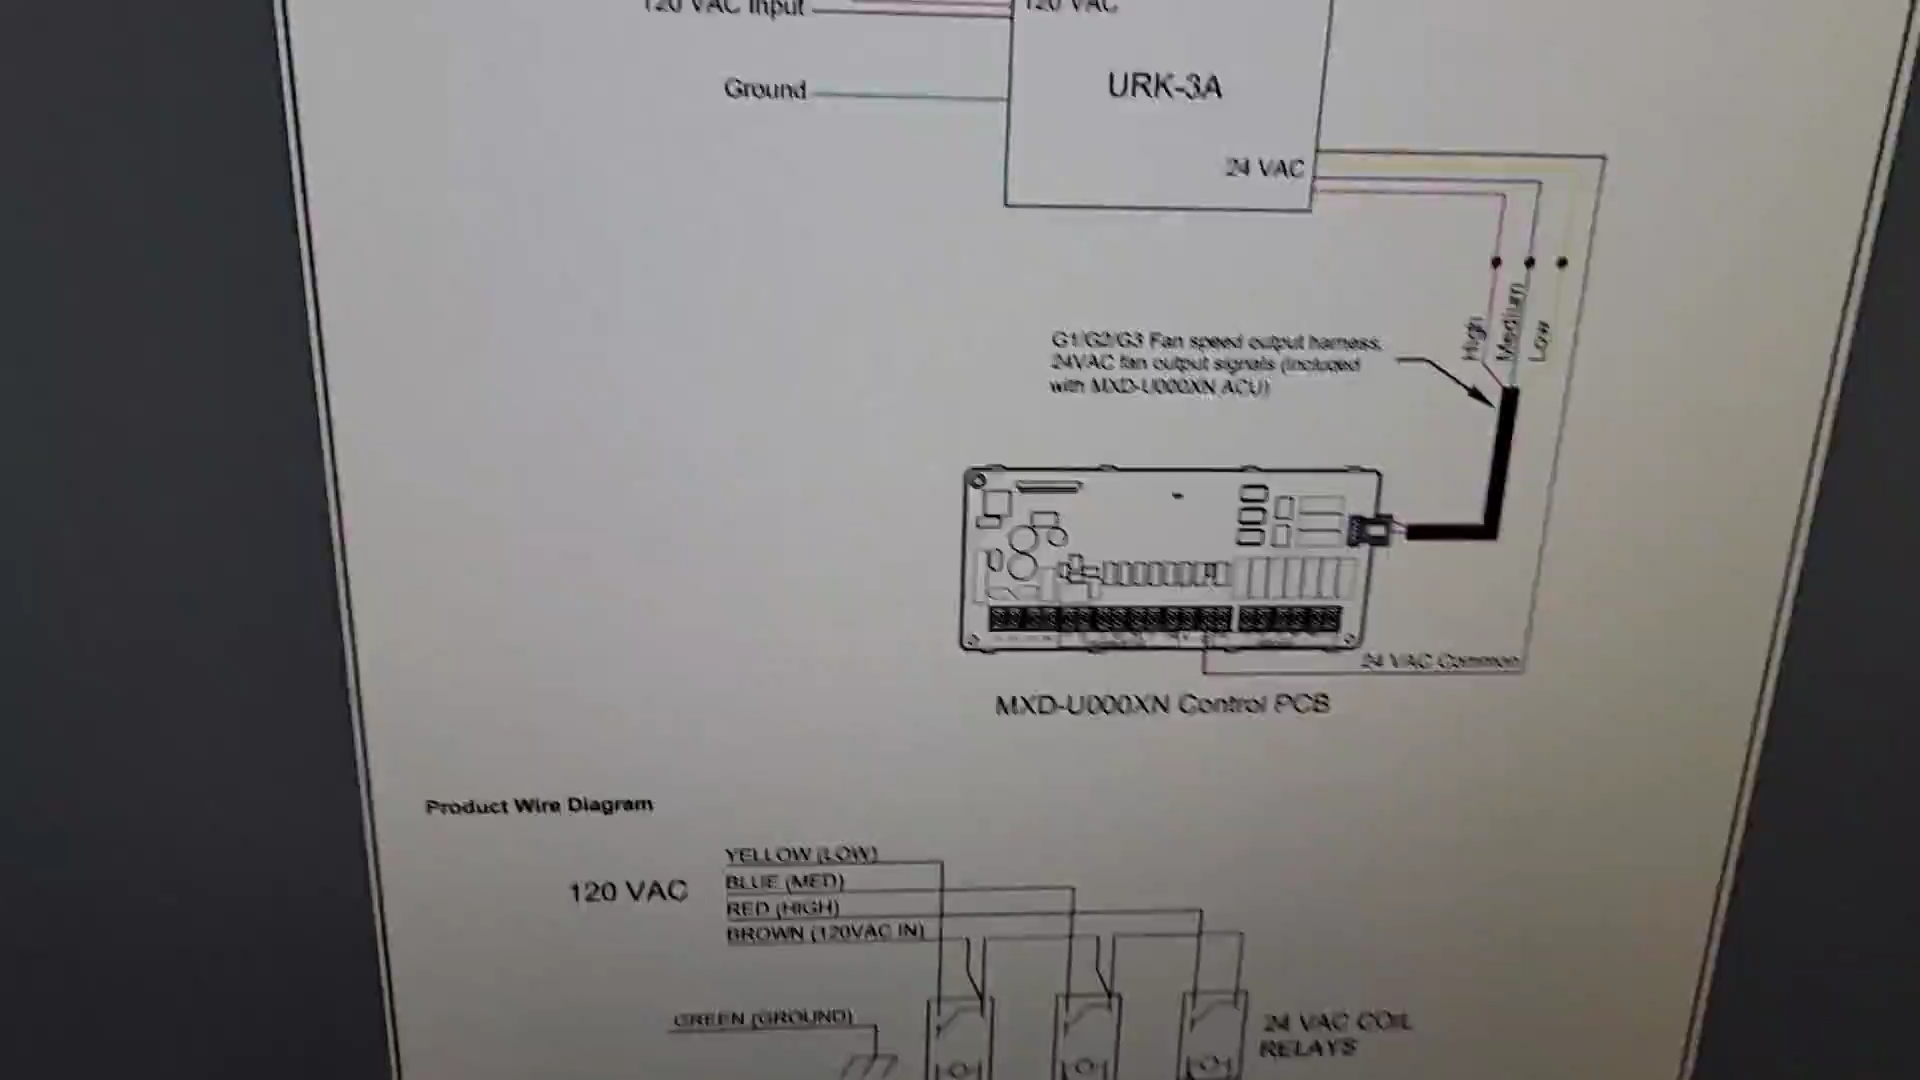 120 VAC Input
120 VAC
Ground
URK-3A
24 VAC
High
Medium
Low
G1/G2/G3 Fan speed output harness,
24VAC fan output signals (Included
with MXD-U000XN ACU)
24 VAC Common
MXD-U000XN Control PCB
Product Wire Diagram
120 VAC
YELLOW (LOW)
BLUE (MED)
RED (HIGH)
BROWN (120VAC IN)
GREEN (GROUND)
24 VAC COIL
RELAYS